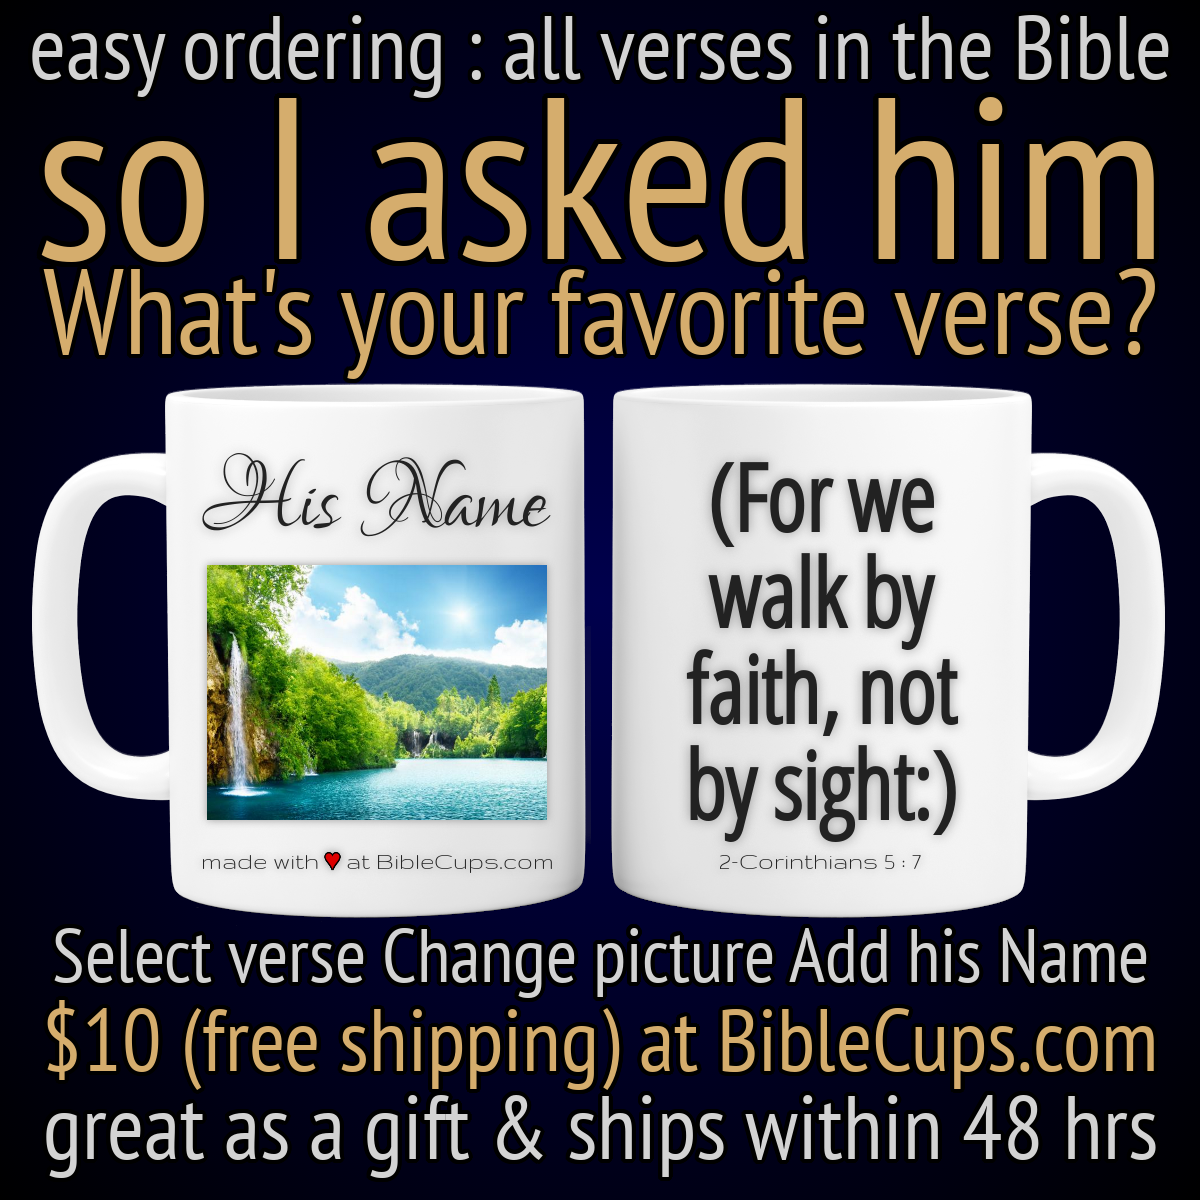 easy ordering : all verses in the Bible
so I asked him
What's your favorite verse?
His Name
made with ♥ at BibleCups.com
(For we
walk by
faith, not
by sight:)
2-Corinthians 5 : 7
Select verse Change picture Add his Name
$10 (free shipping) at BibleCups.com
great as a gift & ships within 48 hrs